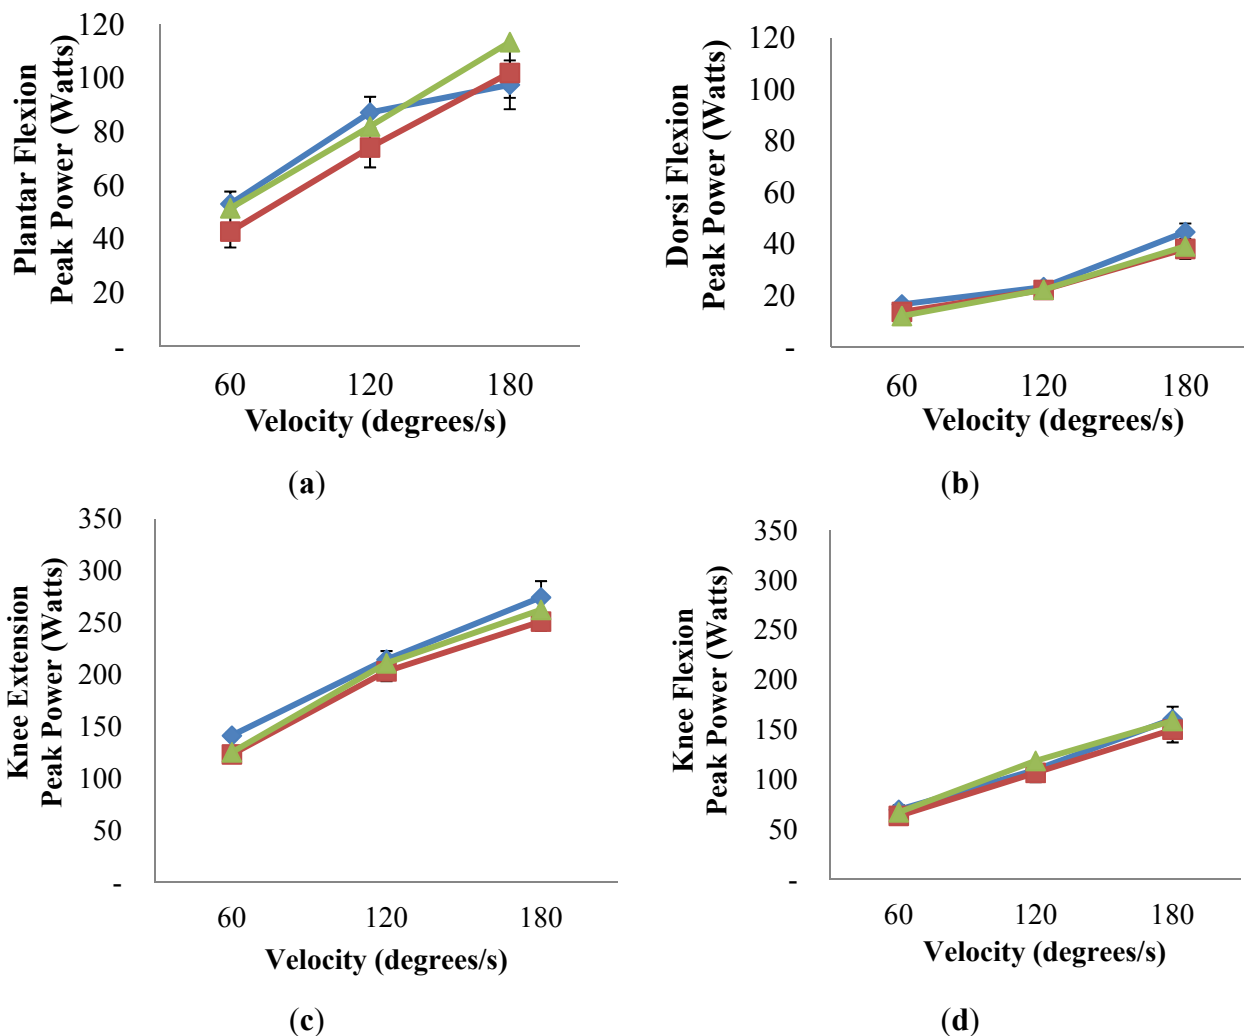 Plantar Flexion
Peak Power (Watts)
120
100
80
60
40
20
-
60 120 180
Velocity (degrees/s)
(a)
Dorsi Flexion
Peak Power (Watts)
120
100
80
60
40
20
-
60 120 180
Velocity (degrees/s)
(b)
Knee Extension
Peak Power (Watts)
350
300
250
200
150
100
50
-
60 120 180
Velocity (degrees/s)
(c)
Knee Flexion
Peak Power (Watts)
350
300
250
200
150
100
50
-
60 120 180
Velocity (degrees/s)
(d)